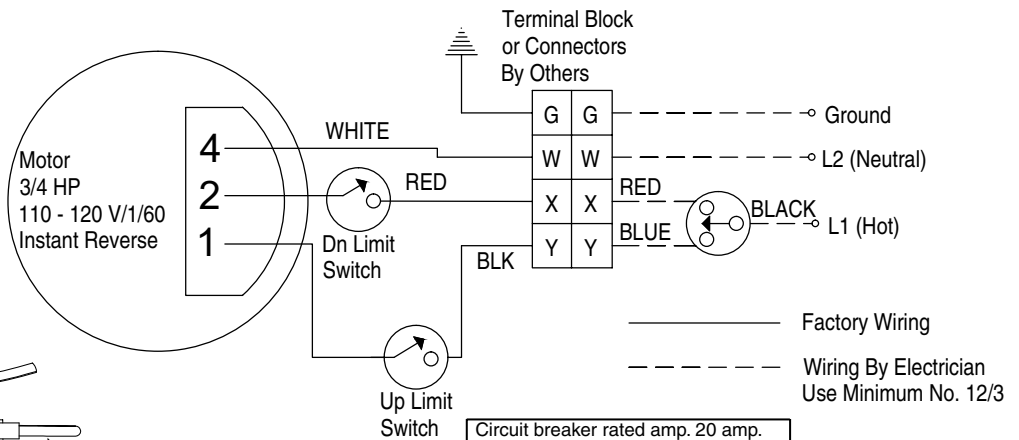 Terminal Block
or Connectors
By Others
G G
Ground
4
WHITE
W W
L2 (Neutral)
Motor
3/4 HP
110 - 120 V/1/60
Instant Reverse
2
RED
X X
RED
BLACK
L1 (Hot)
1
Dn Limit
Switch
BLK
Y Y
BLUE
Factory Wiring
Wiring By Electrician
Use Minimum No. 12/3
Up Limit
Switch
Circuit breaker rated amp. 20 amp.